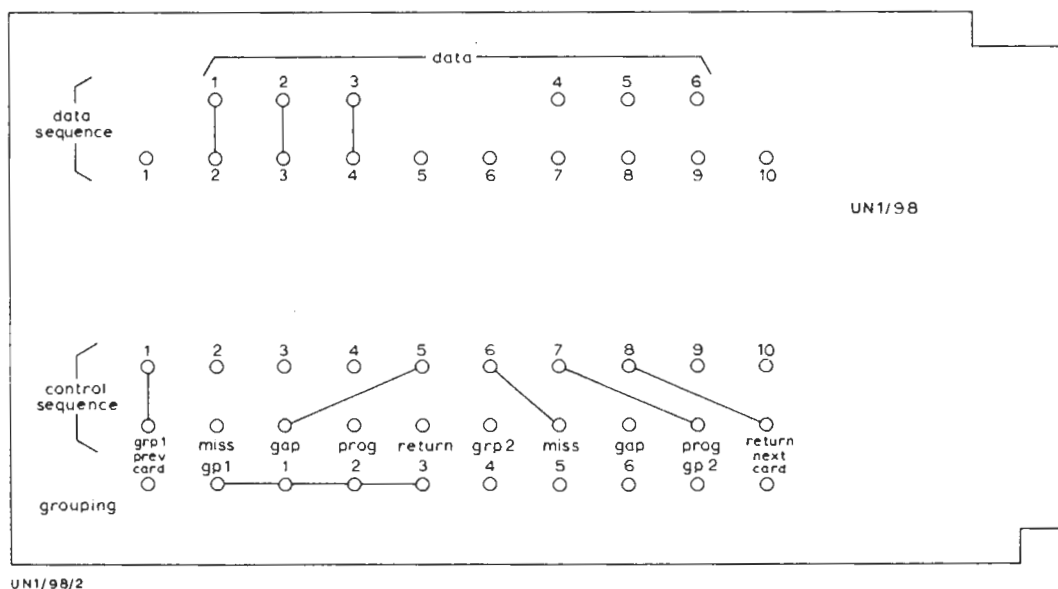 data
1 2 3 4 5 6
data
sequence
1 2 3 4 5 6 7 8 9 10
UN1/98
1 2 3 4 5 6 7 8 9 10
control
sequence
grp1 miss gap prog return grp2 miss gap prog return
prev next
card gp1 1 2 3 4 5 6 gp2 card
grouping
UN1/98/2